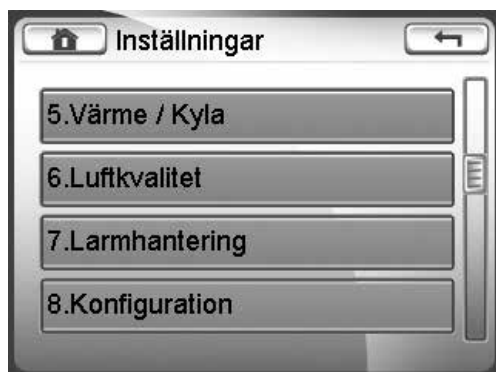 Inställningar
5.Värme / Kyla
6.Luftkvalitet
7.Larmhantering
8.Konfiguration